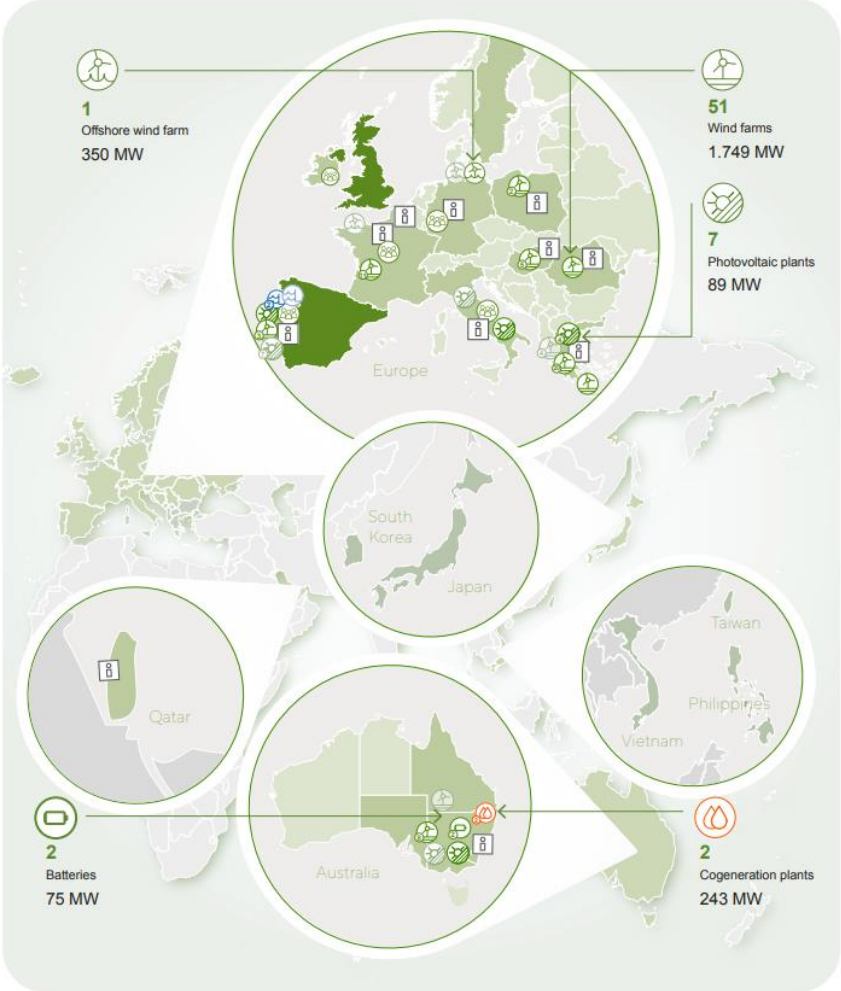 1
Offshore wind farm
350 MW
51
Wind farms
1.749 MW
7
Photovoltaic plants
89 MW
Europe
South
Korea
Japan
Taiwan
Philippines
Vietnam
Qatar
Australia
2
Batteries
75 MW
2
Cogeneration plants
243 MW